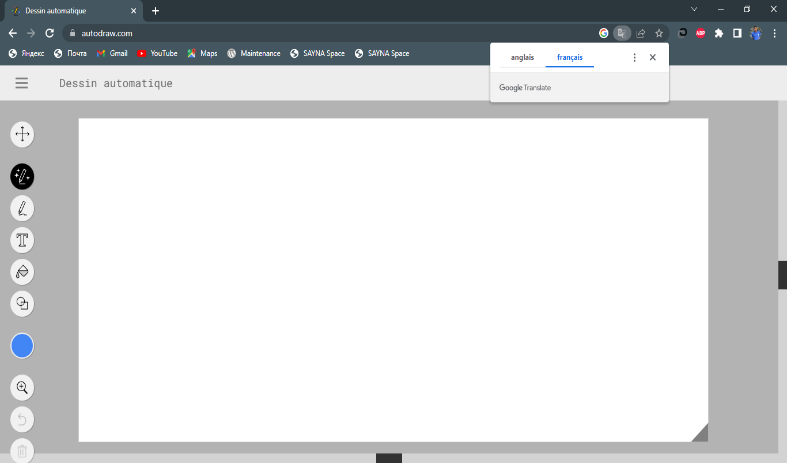 Dessin automatique
autodraw.com
Яндекс Почта Gmail YouTube Maps Maintenance SAYNA Space SAYNA Space
anglais français
Google Translate
Dessin automatique
T